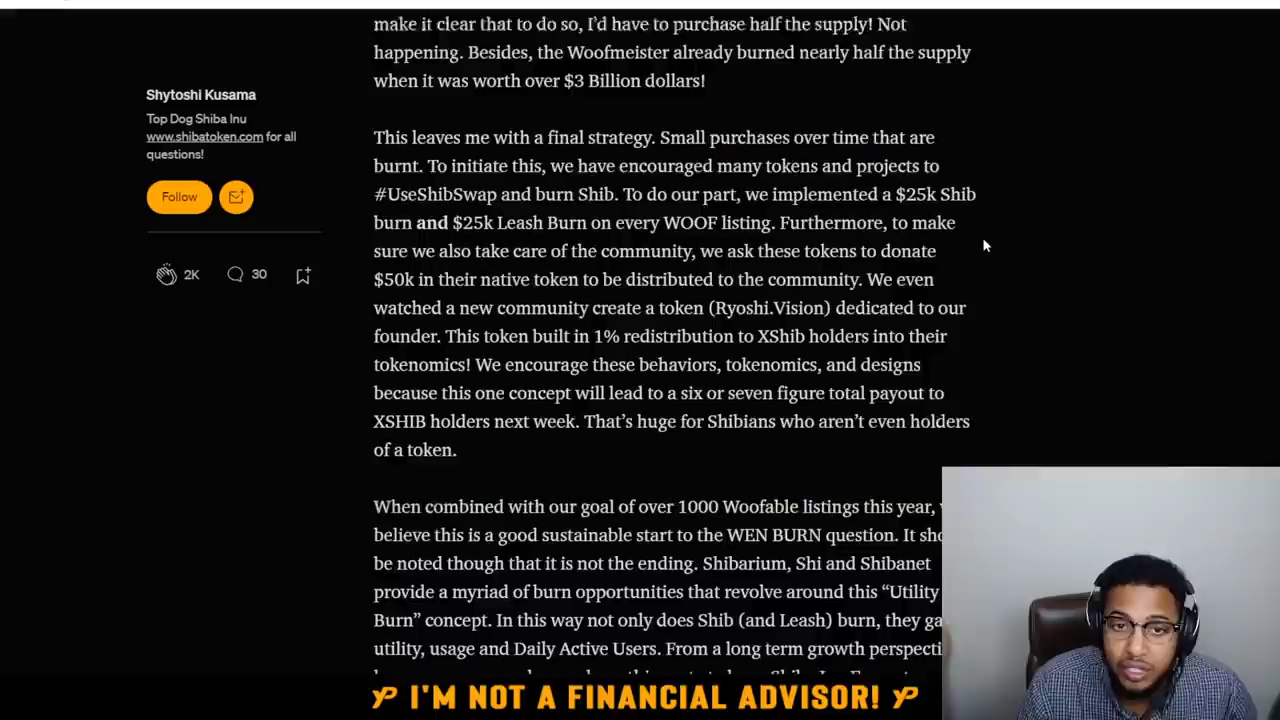 make it clear that to do so, I'd have to purchase half the supply! Not
happening. Besides, the Woofmeister already burned nearly half the supply
when it was worth over $3 Billion dollars!
Shytoshi Kusama
Top Dog Shiba Inu
www.shibatoken.com for all
questions!
Follow
2K
30
This leaves me with a final strategy. Small purchases over time that are
burnt. To initiate this, we have encouraged many tokens and projects to
#UseShibSwap and burn Shib. To do our part, we implemented a $25k Shib
burn and $25k Leash Burn on every WOOF listing. Furthermore, to make
sure we also take care of the community, we ask these tokens to donate
$50k in their native token to be distributed to the community. We even
watched a new community create a token (Ryoshi.Vision) dedicated to our
founder. This token built in 1% redistribution to XShib holders into their
tokenomics! We encourage these behaviors, tokenomics, and designs
because this one concept will lead to a six or seven figure total payout to
XSHIB holders next week. That's huge for Shibians who aren't even holders
of a token.
When combined with our goal of over 1000 Woofable listings this year,
believe this is a good sustainable start to the WEN BURN question. It
be noted though that it is not the ending. Shibarium, Shi and Shibanet
provide a myriad of burn opportunities that revolve around this “Utility
Burn” concept. In this way not only does Shib (and Leash) burn, they
utility, usage and Daily Active Users. From a long term growth
I'M NOT A FINANCIAL ADVISOR!